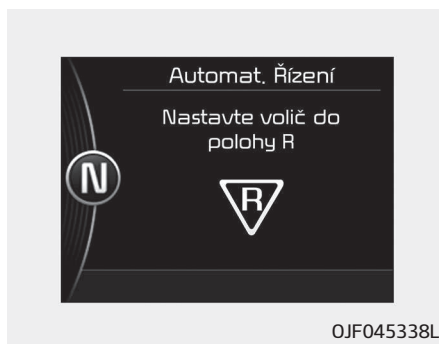 Automat. Řízení
Nastavte volič do
polohy R
N
R
OJF045338L